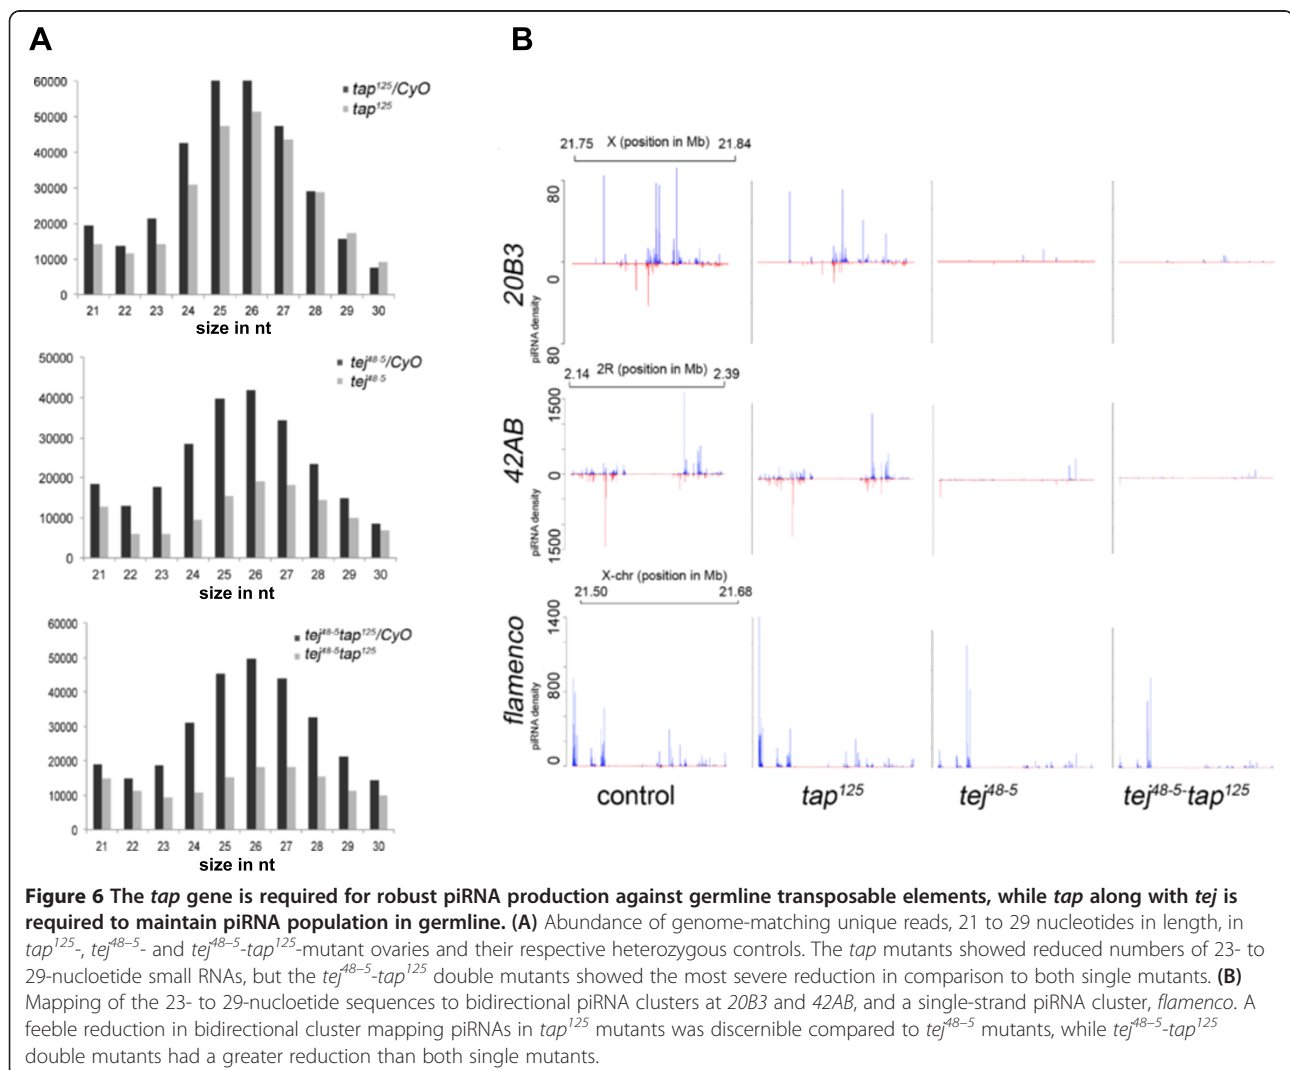 A
B
60000
50000
40000
30000
20000
10000
0
tap125/CyO
tap125
21 22 23 24 25 26 27 28 29 30
size in nt
50000
40000
30000
20000
10000
0
tej48-5/CyO
tej48-5
21 22 23 24 25 26 27 28 29 30
size in nt
60000
50000
40000
30000
20000
10000
0
tej48-5tap125/CyO
tej48-5tap125
21 22 23 24 25 26 27 28 29 30
size in nt
21.75 X (position in Mb) 21.84
20B3
piRNA density
80
0
80
2.14 2R (position in Mb) 2.39
42AB
piRNA density
1500
0
1500
X-chr (position in Mb)
21.50 21.68
flamenco
piRNA density
1400
800
0
control tap125 tej48-5 tej48-5-tap125
Figure 6 The tap gene is required for robust piRNA production against germline transposable elements, while tap along with tej is
required to maintain piRNA population in germline. (A) Abundance of genome-matching unique reads, 21 to 29 nucleotides in length, in
tap125-, tej48–5- and tej48–5-tap125-mutant ovaries and their respective heterozygous controls. The tap mutants showed reduced numbers of 23- to
29-nucloetide small RNAs, but the tej48–5-tap125 double mutants showed the most severe reduction in comparison to both single mutants. (B)
Mapping of the 23- to 29-nucloetide sequences to bidirectional piRNA clusters at 20B3 and 42AB, and a single-strand piRNA cluster, flamenco. A
feeble reduction in bidirectional cluster mapping piRNAs in tap125 mutants was discernible compared to tej48–5 mutants, while tej48–5-tap125
double mutants had a greater reduction than both single mutants.